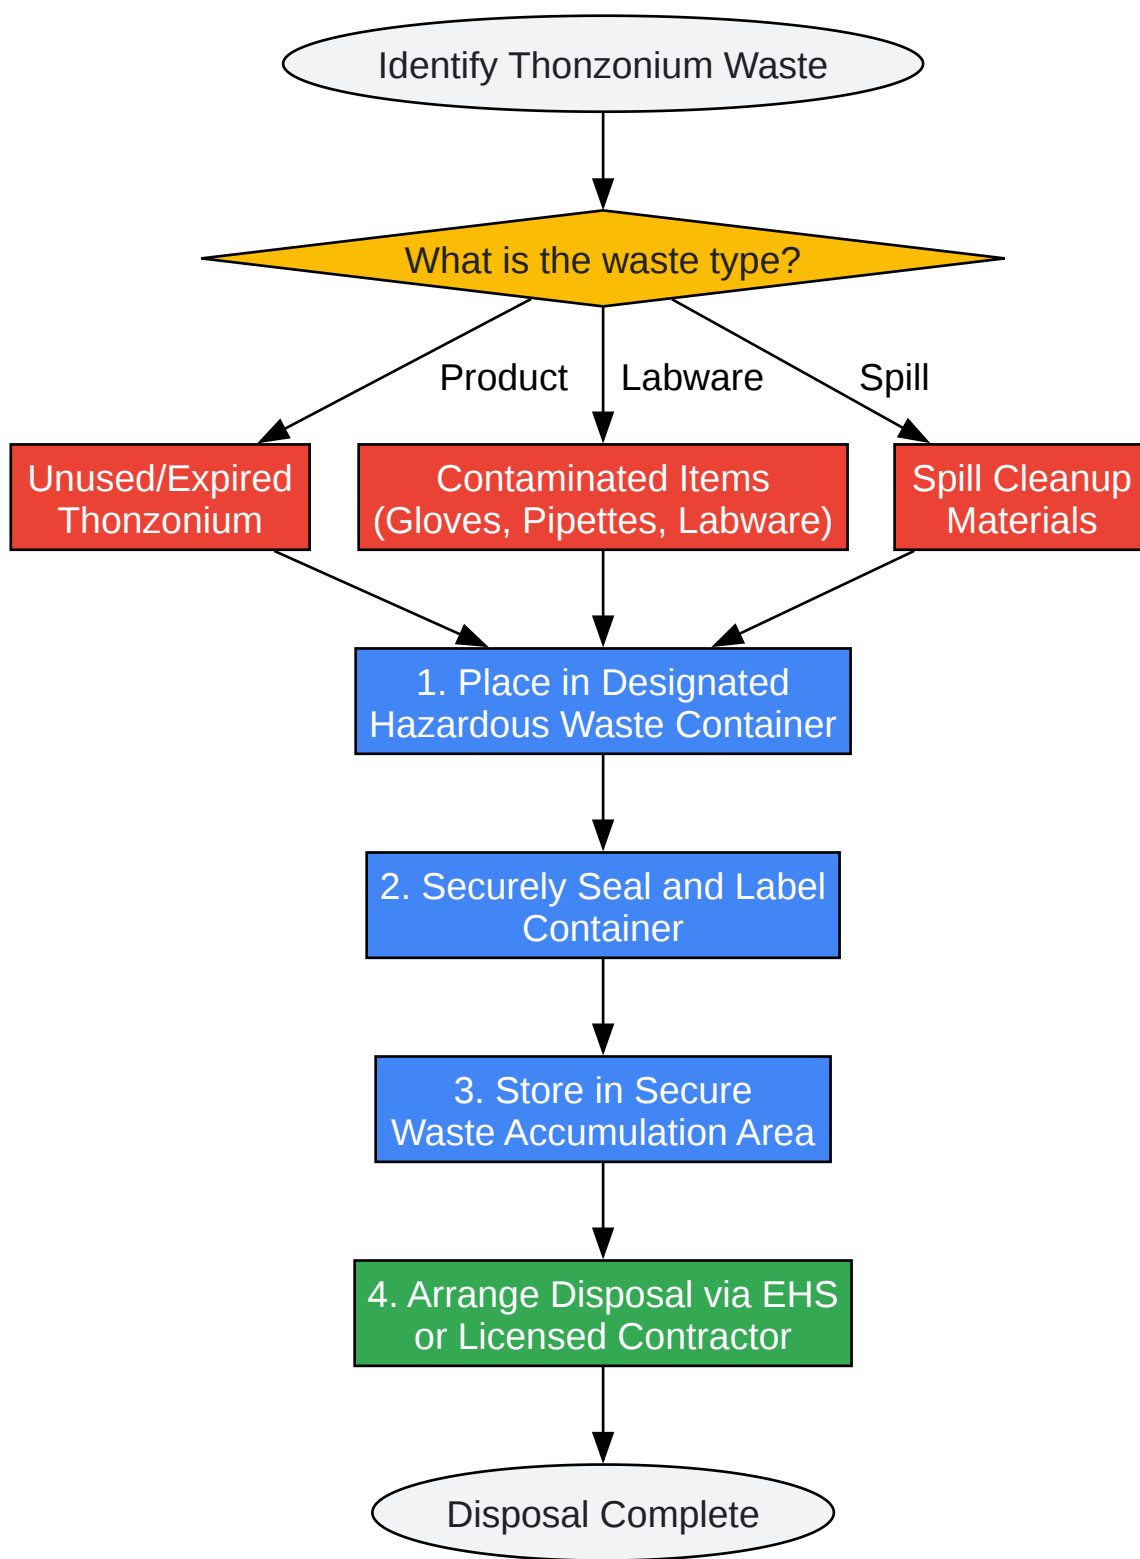 Identify Thonzonium Waste
What is the waste type?
Product
Labware
Spill
Unused/Expired
Thonzonium
Contaminated Items
(Gloves, Pipettes, Labware)
Spill Cleanup
Materials
1. Place in Designated
Hazardous Waste Container
2. Securely Seal and Label
Container
3. Store in Secure
Waste Accumulation Area
4. Arrange Disposal via EHS
or Licensed Contractor
Disposal Complete